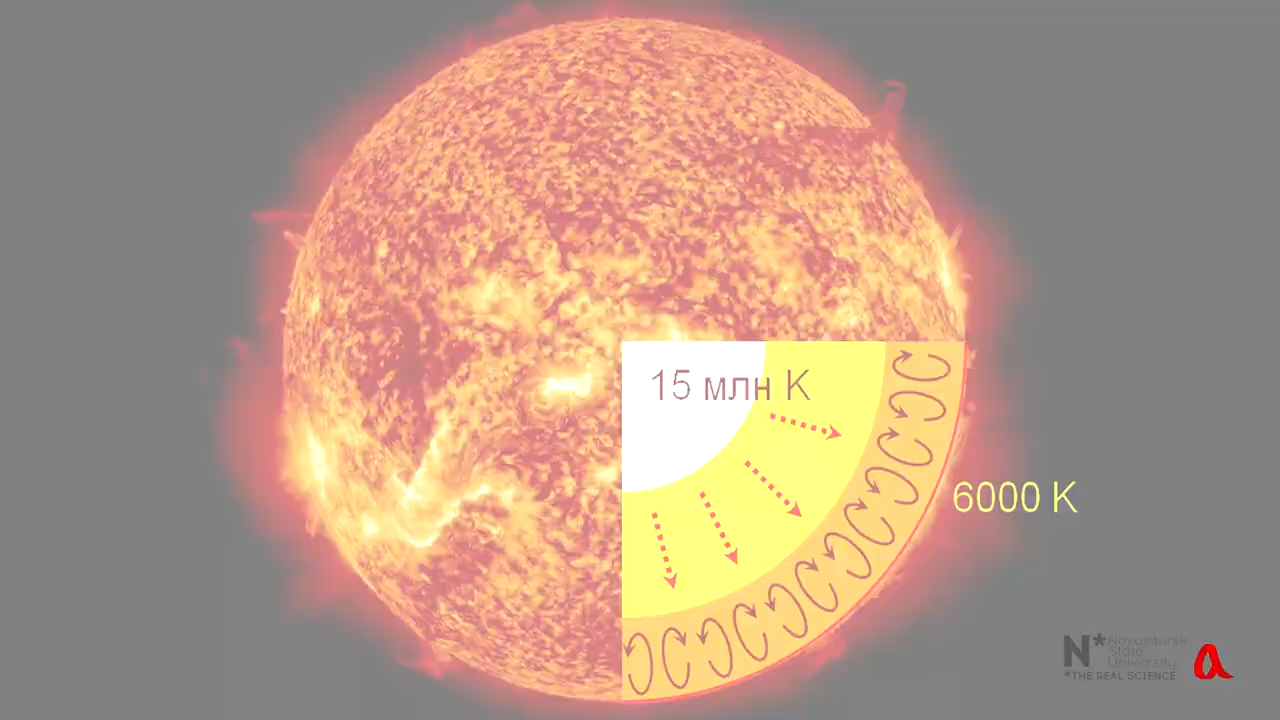 15 млн K
6000 K
N*
Novosibirsk
State
University
*THE REAL SCIENCE